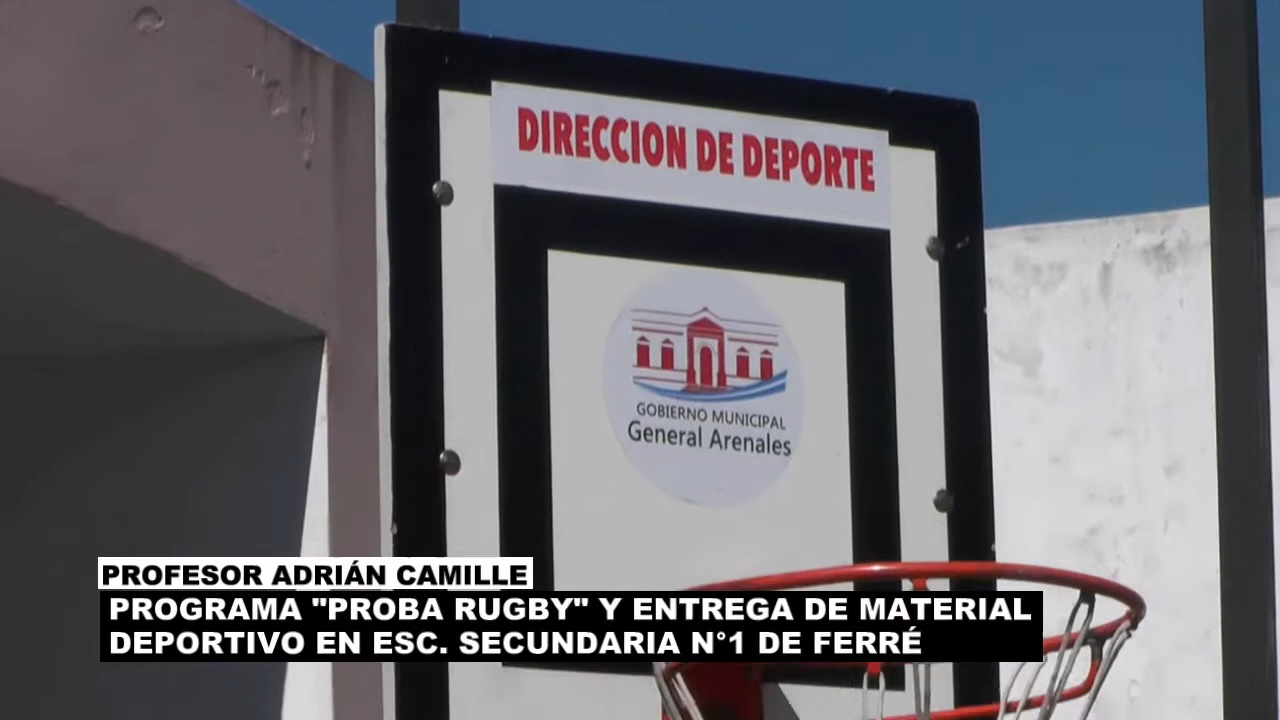 DIRECCION DE DEPORTE
GOBIERNO MUNICIPAL
General Arenales
PROFESOR ADRIÁN CAMILLE
PROGRAMA "PROBA RUGBY" Y ENTREGA DE MATERIAL
DEPORTIVO EN ESC. SECUNDARIA N°1 DE FERRÉ